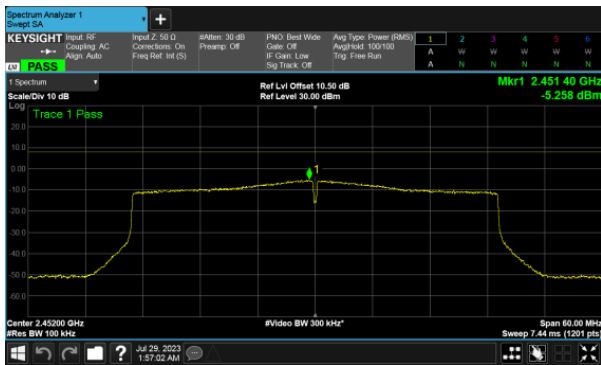 Spectrum Analyzer 1
Swept SA
+
KEYSIGHT
Input: RF
Coupling: AC
Align: Auto
Input Z: 50 Ω
Corrections: On
Freq Ref: Int (S)
#Atten: 30 dB
Preamp: Off
PNO: Best Wide
Gate: Off
IF Gain: Low
Sig Track: Off
Avg Type: Power (RMS)
Avg|Hold: 100/100
Trig: Free Run
1 2 3 4 5 6
A W W W W W
A N N N N N
LXI PASS
1 Spectrum
Scale/Div 10 dB
Ref Lvl Offset 10.50 dB
Ref Level 30.00 dBm
Mkr1 2.451 40 GHz
-5.258 dBm
Log
Trace 1 Pass
20.0
10.0
0.00
1
-10.0
-20.0
-30.0
-40.0
-50.0
-60.0
Center 2.45200 GHz
#Video BW 300 kHz*
Span 60.00 MHz
#Res BW 100 kHz
Sweep 7.44 ms (1201 pts)
?
Jul 29, 2023
1:57:02 AM